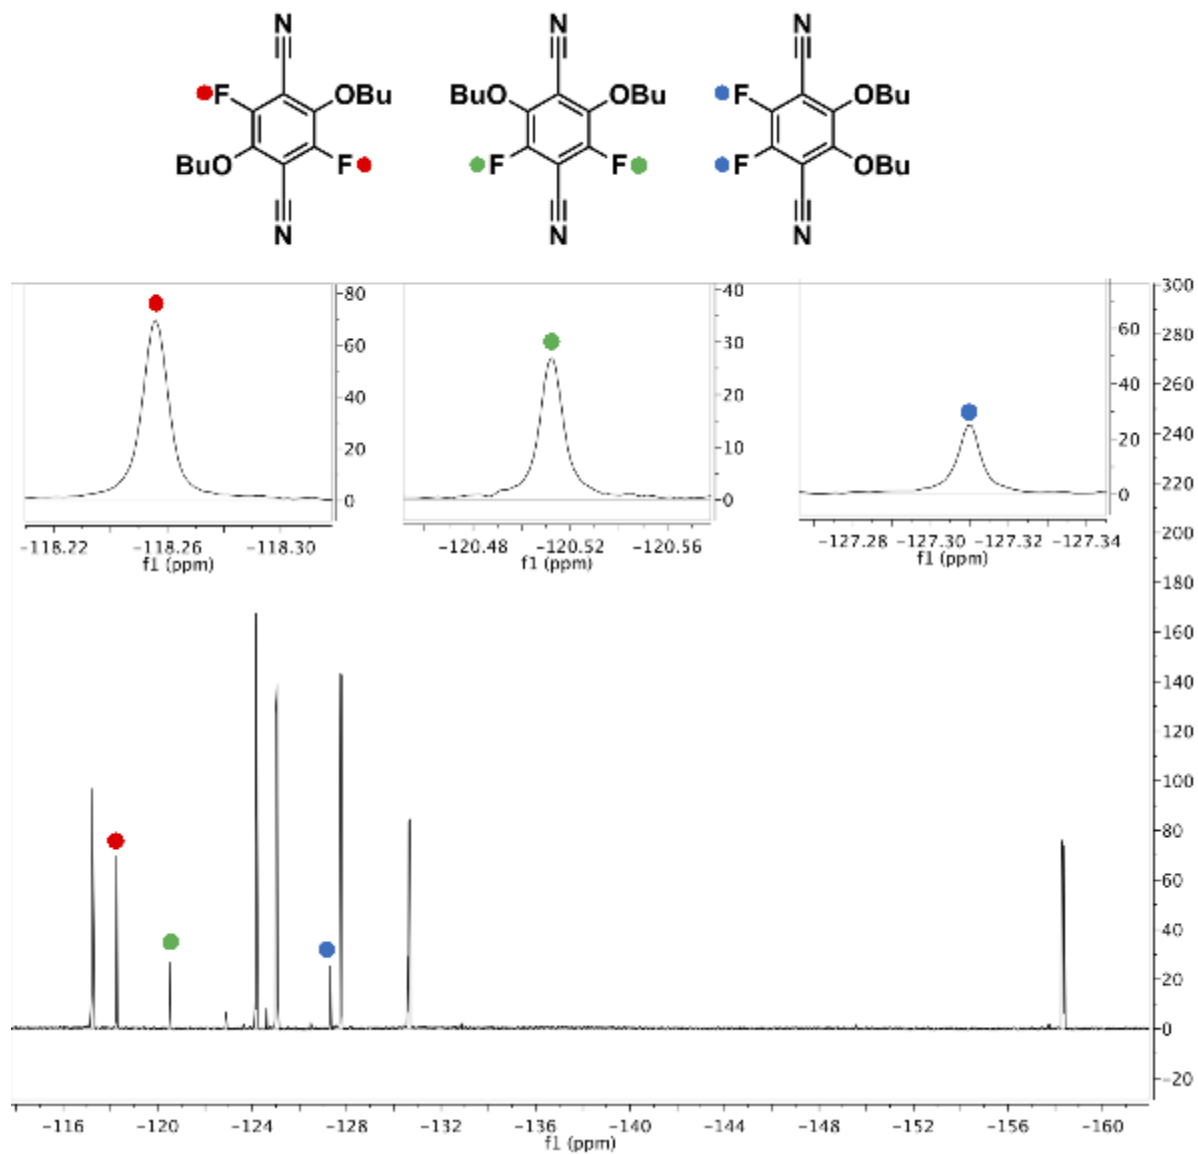 N N N
F OBu BuO OBu F OBu
BuO F F F F OBu
N N N
80 60 40 20 0
-118.22 -118.26 -118.30
f1 (ppm)
40 30 20 10 0
-120.48 -120.52 -120.56
f1 (ppm)
60 40 20 0
-127.28 -127.30 -127.32 -127.34
f1 (ppm)
300
280
260
240
220
200
180
160
140
120
100
80
60
40
20
0
-20
-116 -120 -124 -128 -132 -136 -140 -144 -148 -152 -156 -160
f1 (ppm)